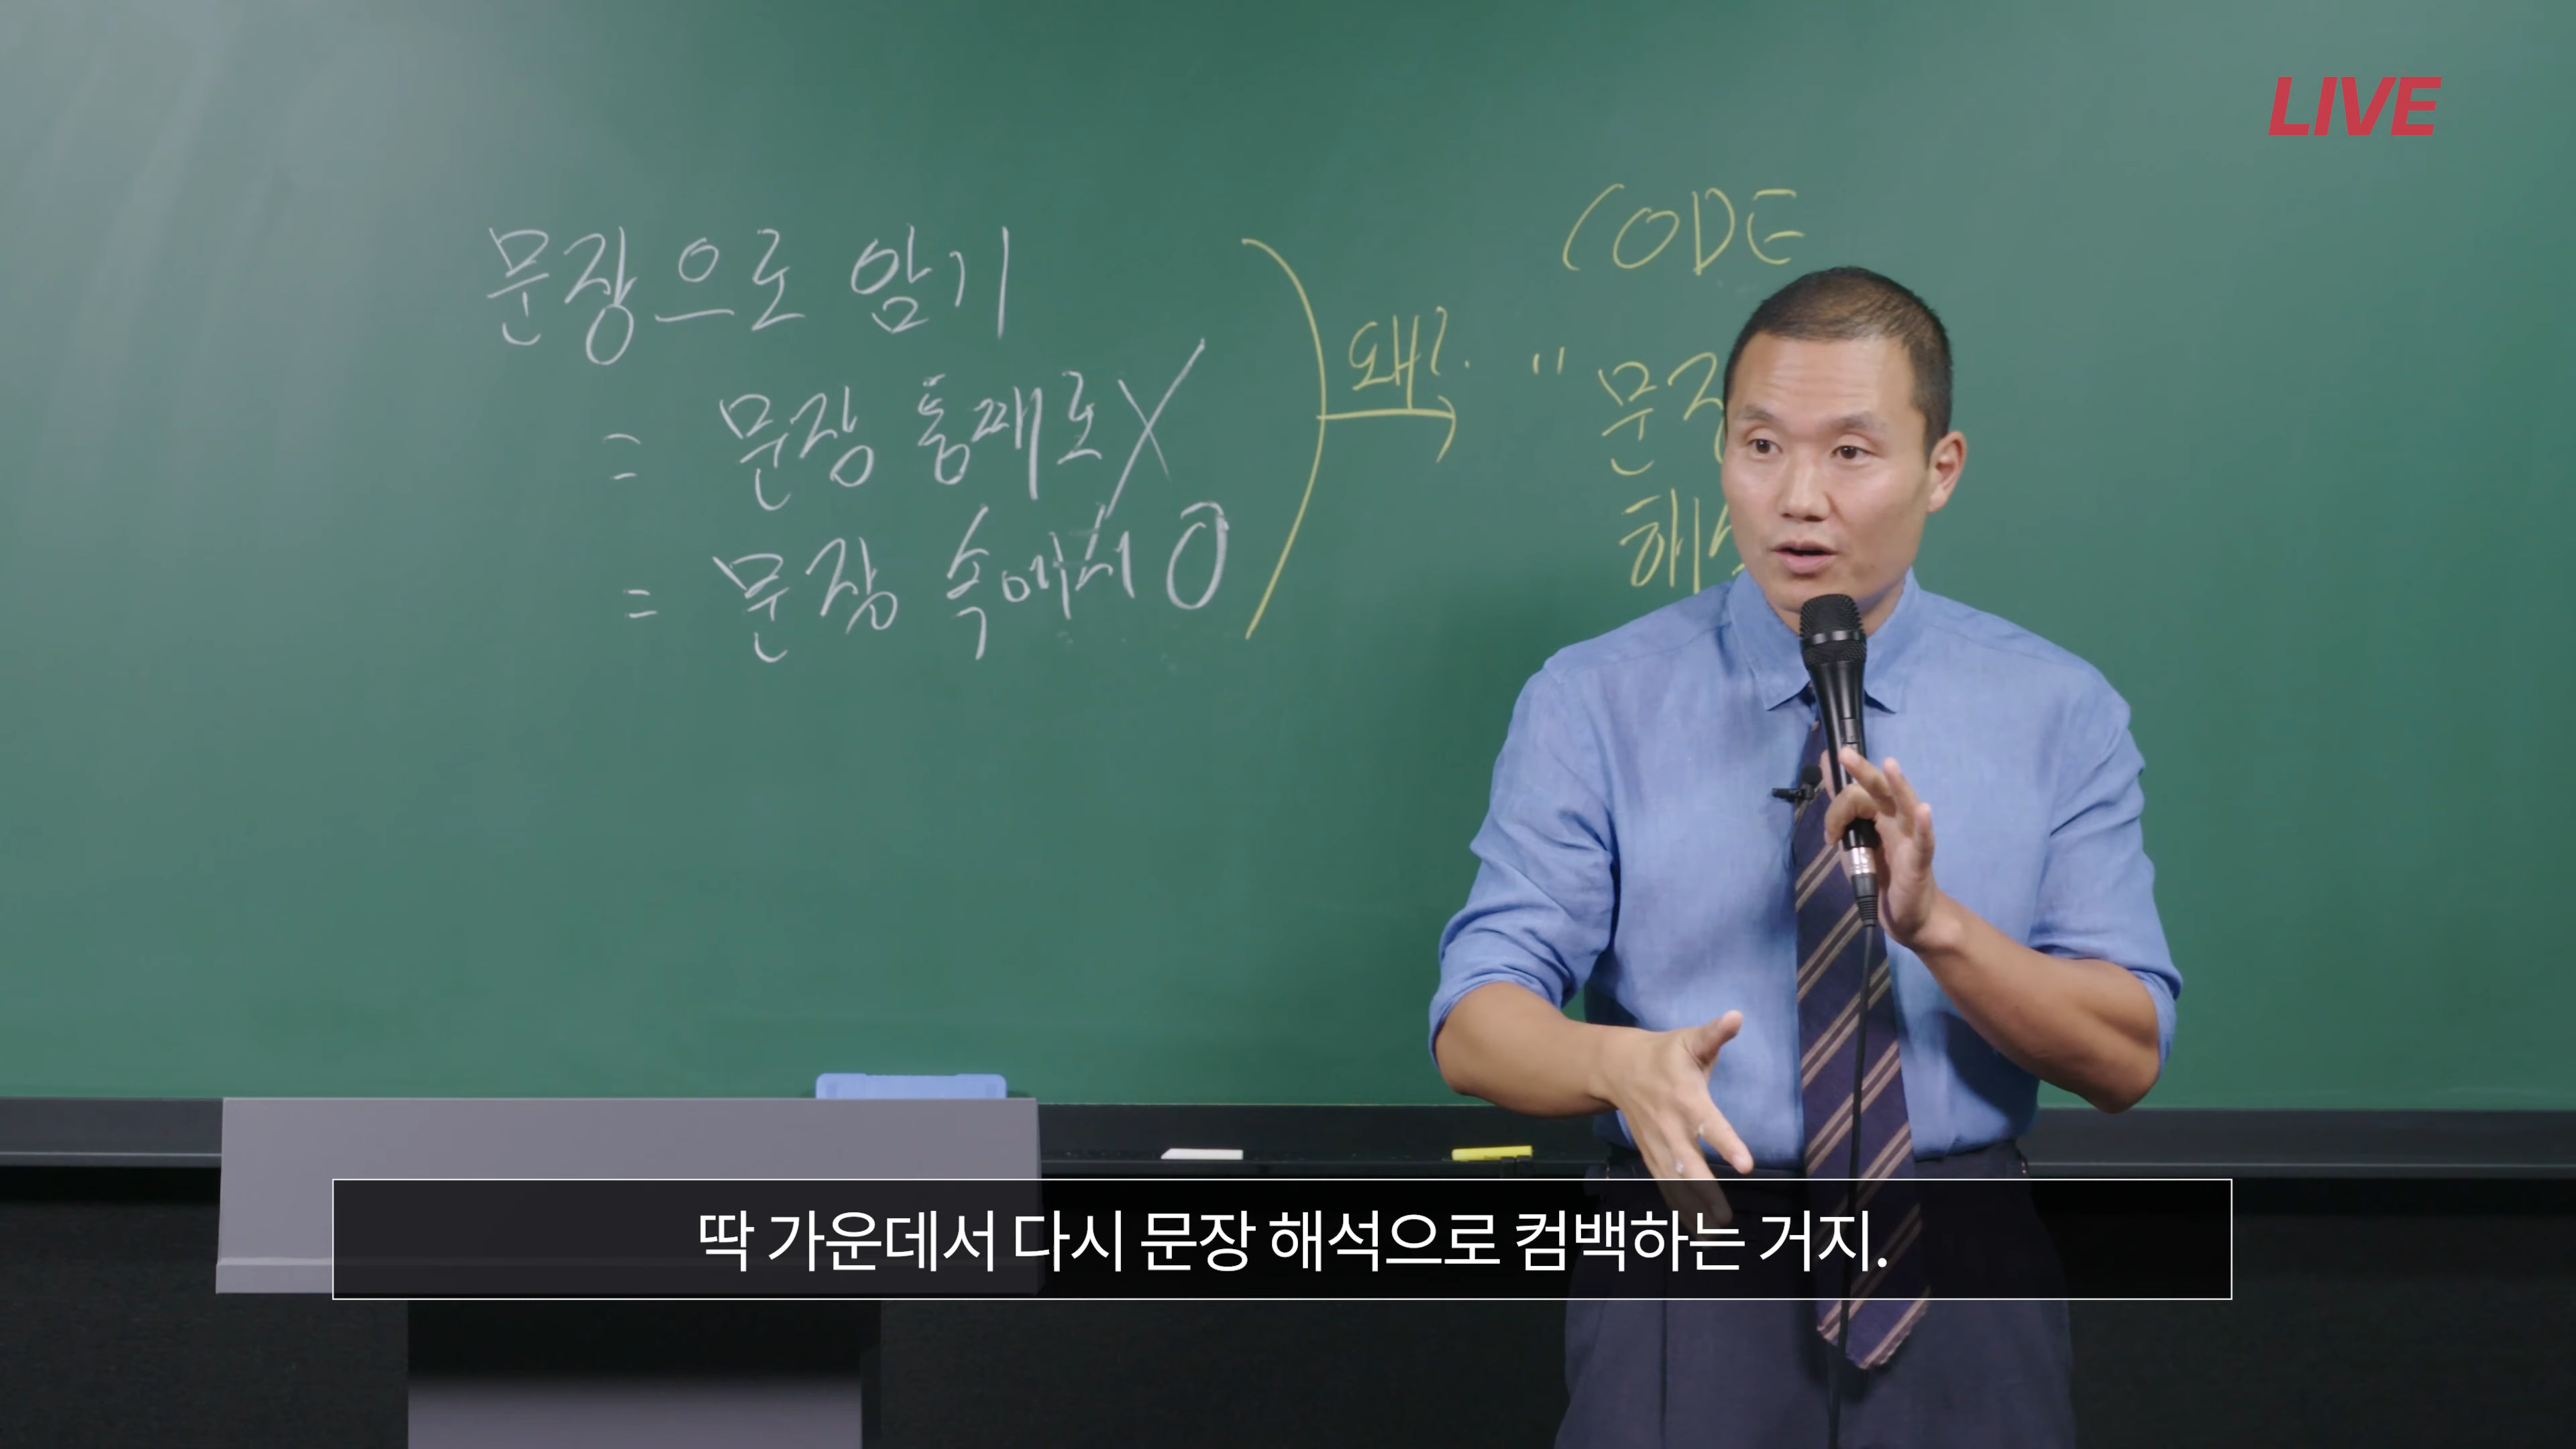 LIVE
문장으로 암기
= 문장 통째로 X
= 문장 속에서 O
왜?
CODE
"문장
해석
딱 가운데서 다시 문장 해석으로 컴백하는 거지.